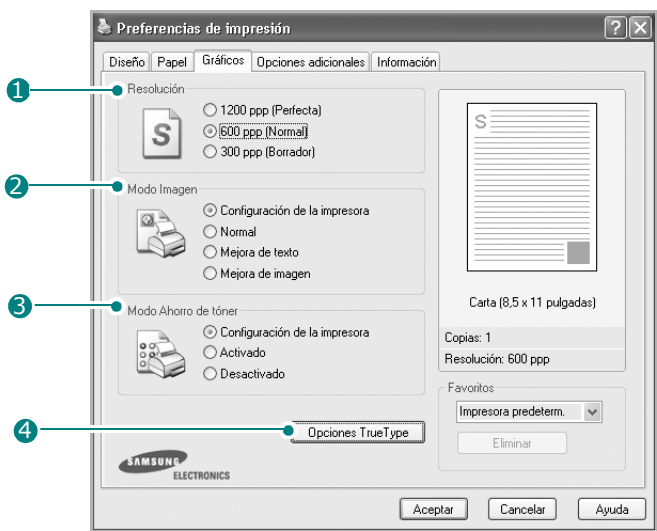 Preferencias de impresión
Diseño Papel Gráficos Opciones adicionales Información
1
Resolución
S
1200 ppp (Perfecta)
600 ppp (Normal)
300 ppp (Borrador)
2
Modo Imagen
Configuración de la impresora
Normal
Mejora de texto
Mejora de imagen
3
Modo Ahorro de tóner
Configuración de la impresora
Activado
Desactivado
4
Opciones TrueType
SAMSUNG
ELECTRONICS
S
Carta (8,5 x 11 pulgadas)
Copias: 1
Resolución: 600 ppp
Favoritos
Impresora predeterm.
Eliminar
Aceptar Cancelar Ayuda